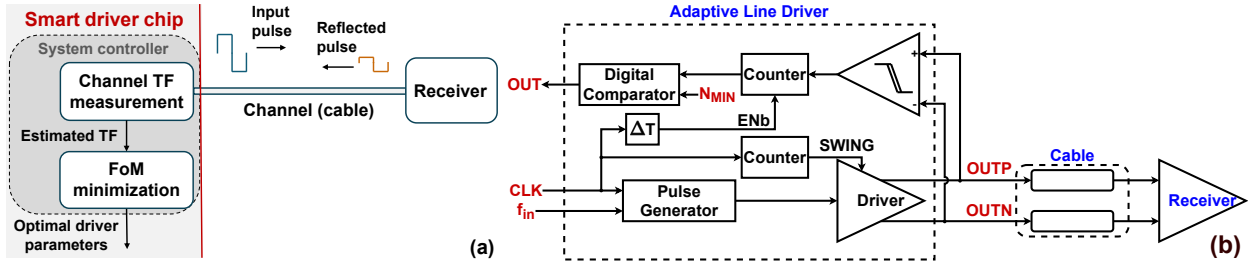 Smart driver chip
System controller
Channel TF
measurement
Estimated TF
FoM
minimization
Optimal driver
parameters
Input
pulse
Reflected
pulse
Channel (cable)
Receiver
(a)
Adaptive Line Driver
OUT
Digital
Comparator
Counter
+
-
N_MIN
ΔT
ENb
Counter
SWING
CLK
f_in
Pulse
Generator
Driver
OUTP
OUTN
Cable
Receiver
(b)